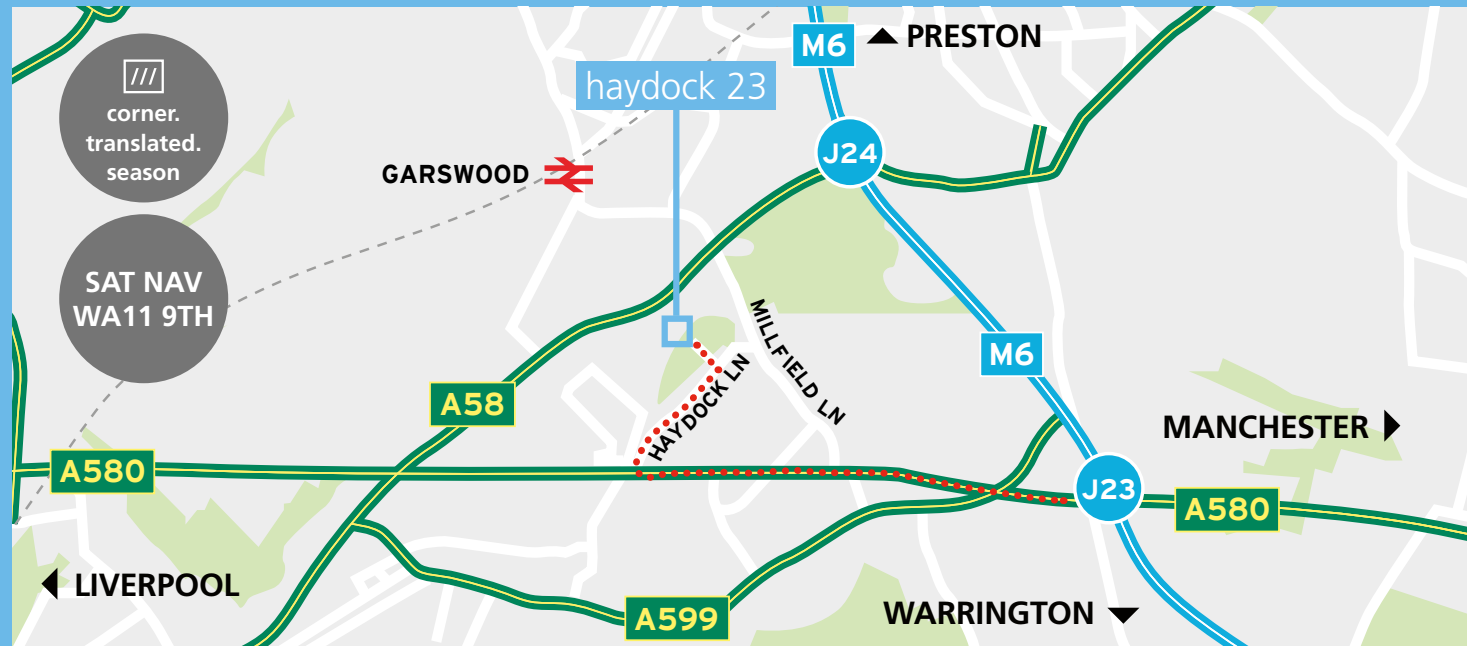 M6
PRESTON
///
corner.
translated.
season
haydock 23
J24
GARSWOOD
SAT NAV
WA11 9TH
MILLFIELD LN
M6
HAYDOCK LN
A58
MANCHESTER
A580
J23
A580
LIVERPOOL
A599
WARRINGTON